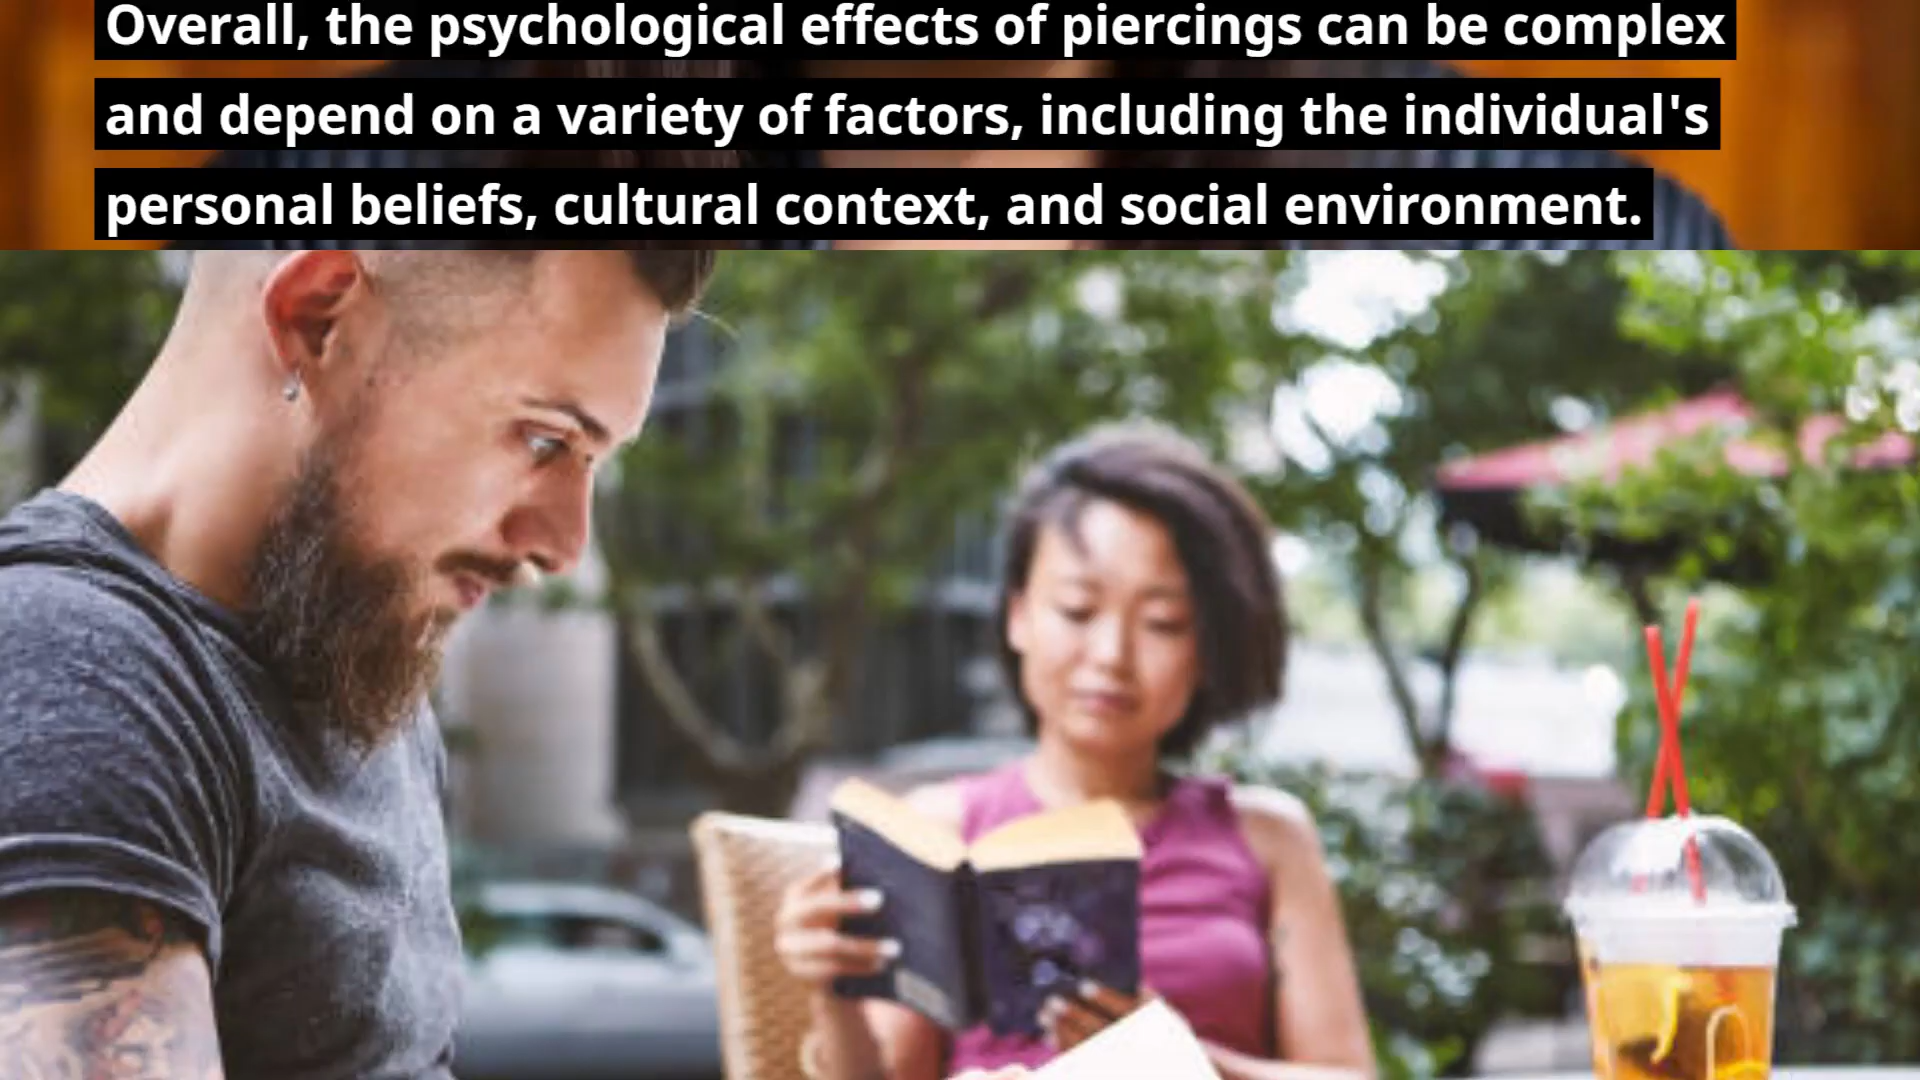 Overall, the psychological effects of piercings can be complex
and depend on a variety of factors, including the individual's
personal beliefs, cultural context, and social environment.